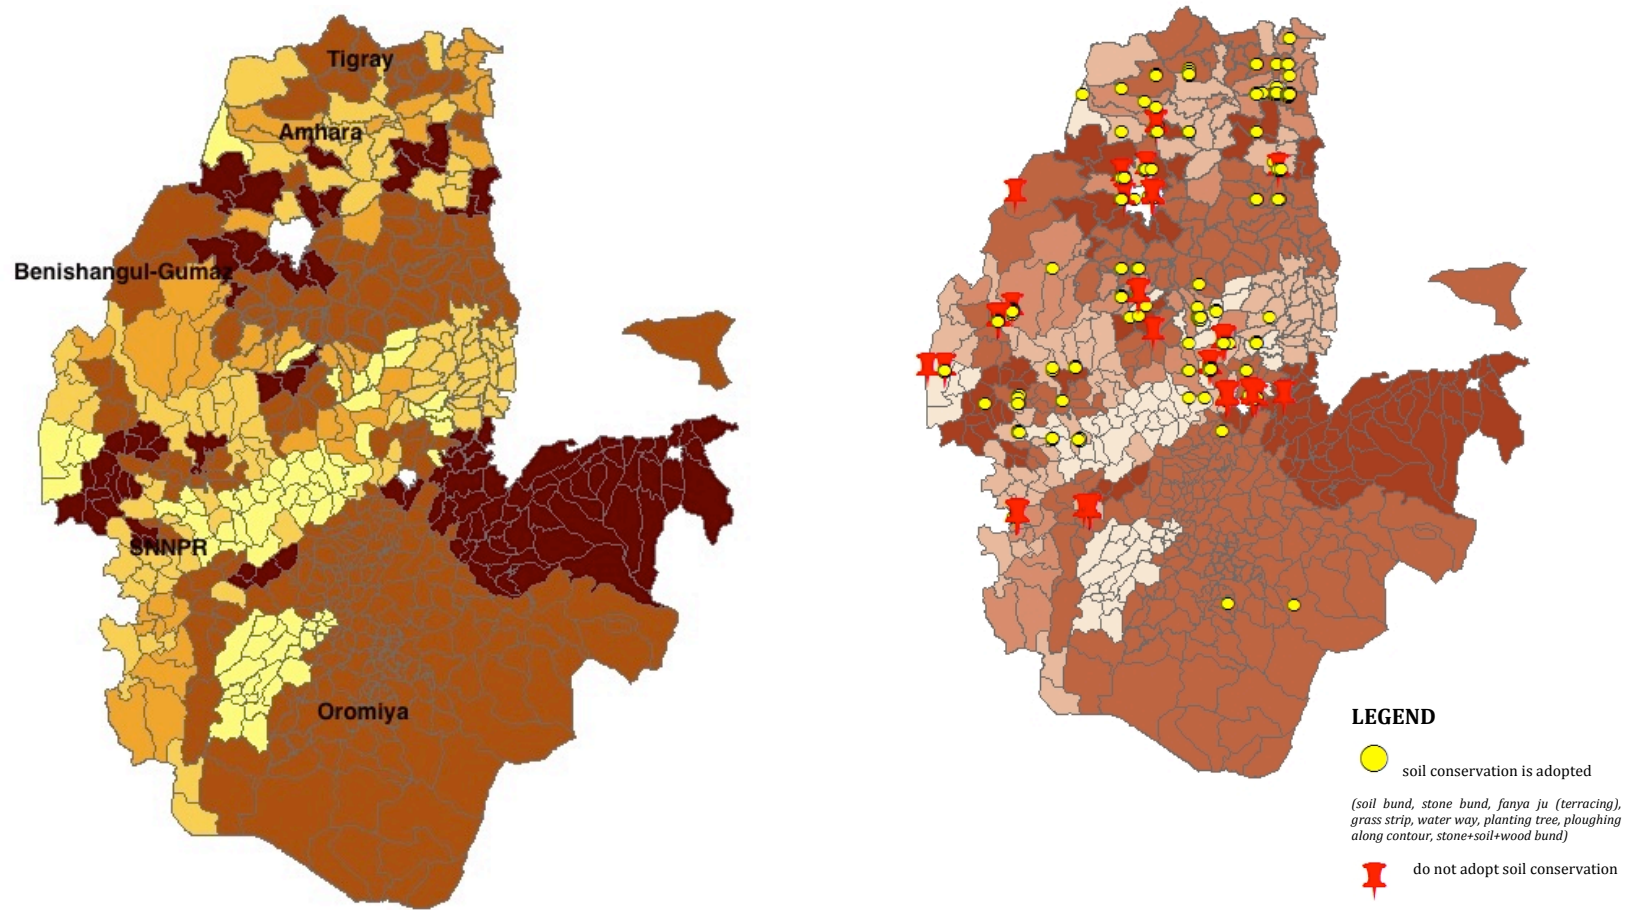 Tigray
Amhara
Benishangul-Gumaz
SNNPR
Oromiya
LEGEND
soil conservation is adopted
(soil bund, stone bund, fanya ju (terracing),
grass strip, water way, planting tree, ploughing
along contour, stone+soil+wood bund)
do not adopt soil conservation